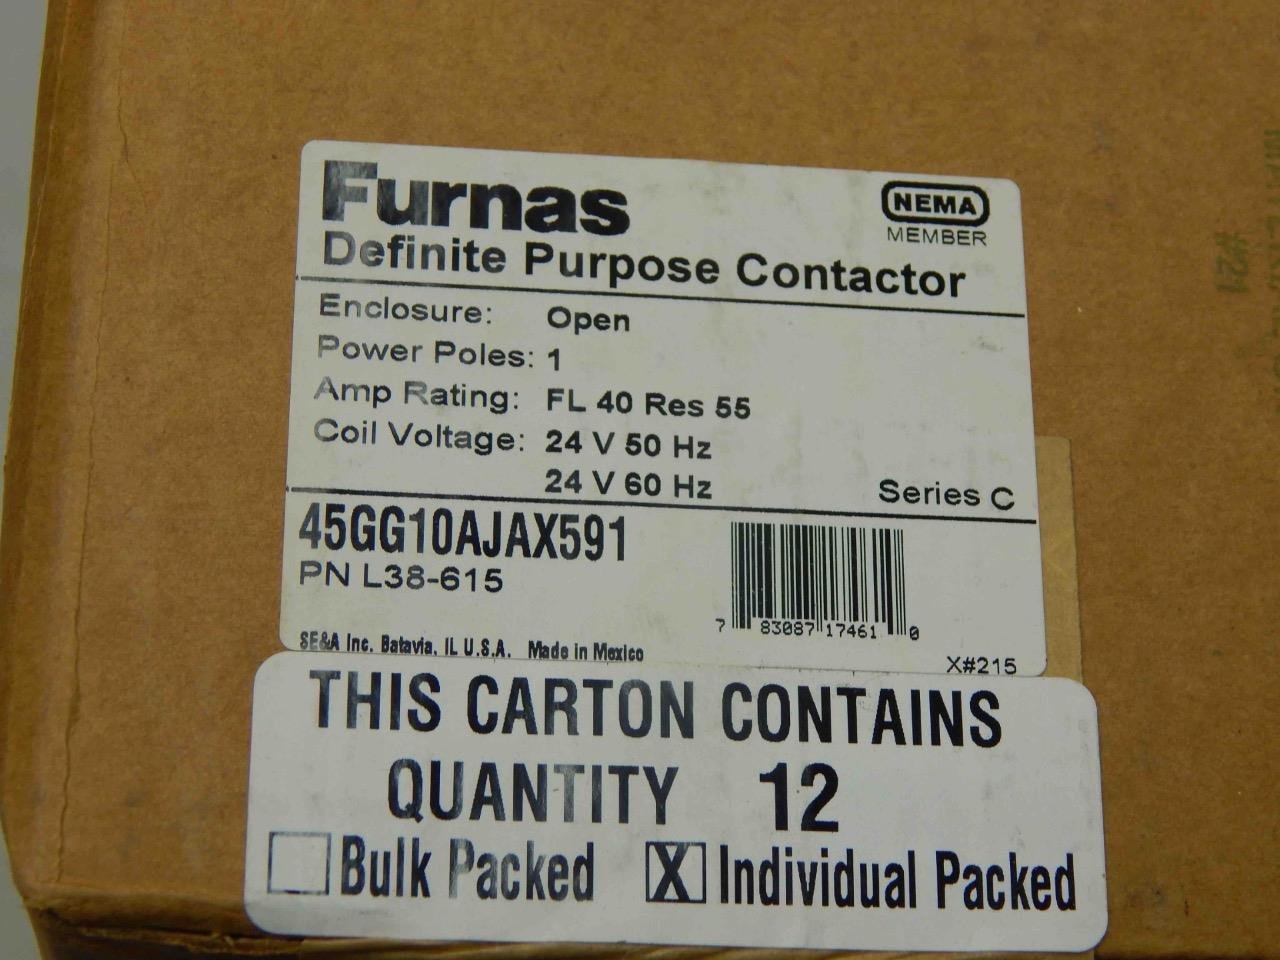 Furnas
NEMA
MEMBER
Definite Purpose Contactor
Enclosure: Open
Power Poles: 1
Amp Rating: FL 40 Res 55
Coil Voltage: 24 V 50 Hz
24 V 60 Hz
Series C
45GG10AJAX591
PN L38-615
7 83087 17461 0
SE&A Inc. Batavia, IL U.S.A. Made in Mexico
X#215
THIS CARTON CONTAINS
QUANTITY 12
Bulk Packed X Individual Packed
#21